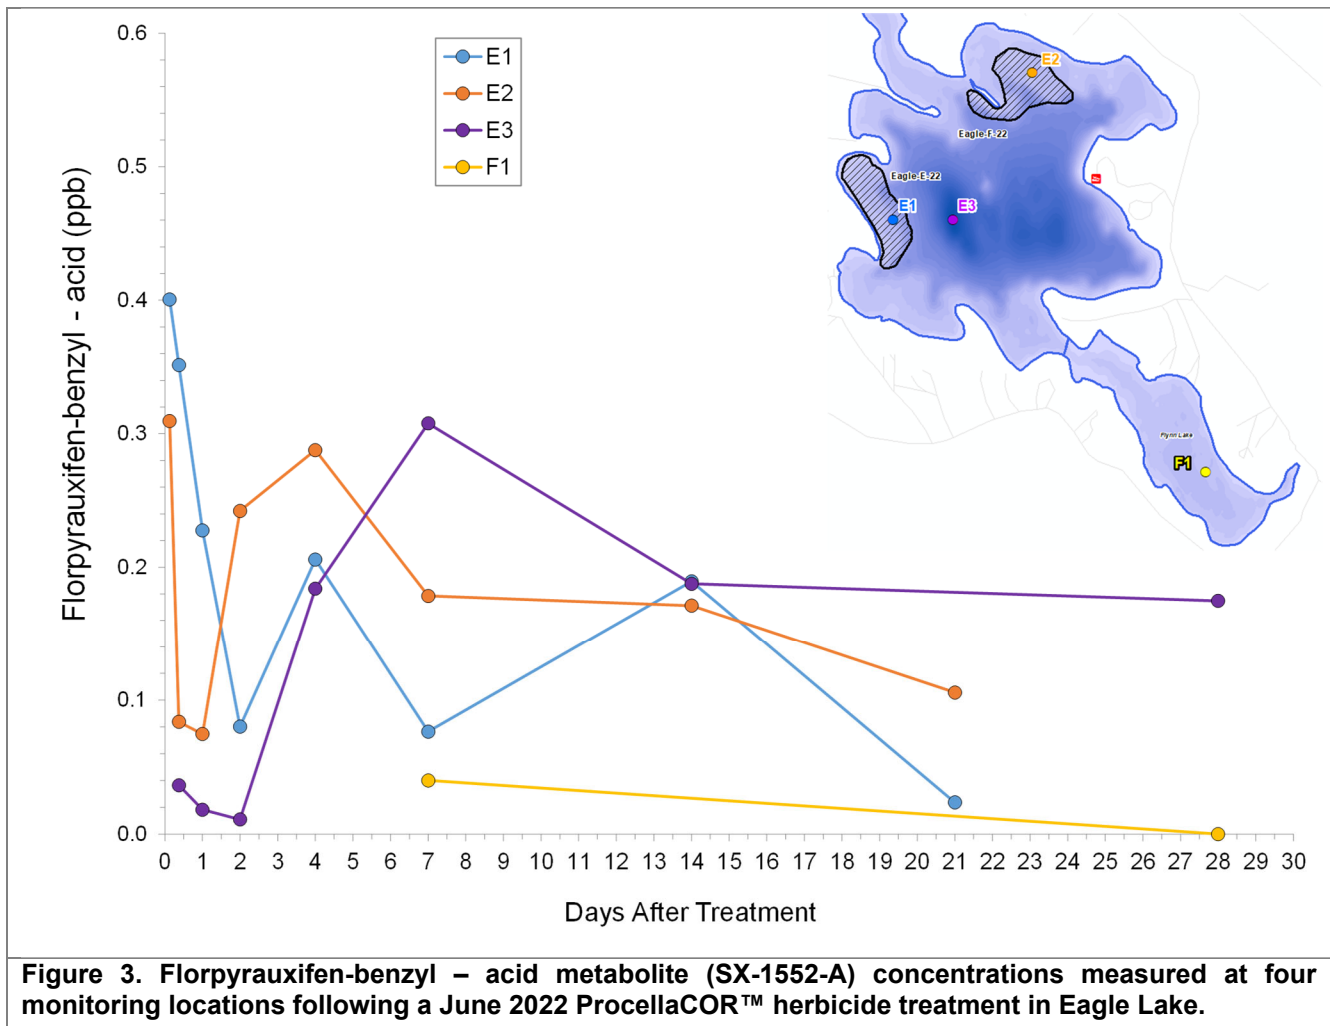 Florpyrauxifen-benzyl - acid (ppb)
0.6
0.5
0.4
0.3
0.2
0.1
0.0
E1
E2
E3
F1
E2
Eagle-F-22
Eagle-E-22
E1
E3
Flynn Lake
F1
0 1 2 3 4 5 6 7 8 9 10 11 12 13 14 15 16 17 18 19 20 21 22 23 24 25 26 27 28 29 30
Days After Treatment
Figure 3. Florpyrauxifen-benzyl – acid metabolite (SX-1552-A) concentrations measured at four
monitoring locations following a June 2022 ProcellaCOR™ herbicide treatment in Eagle Lake.